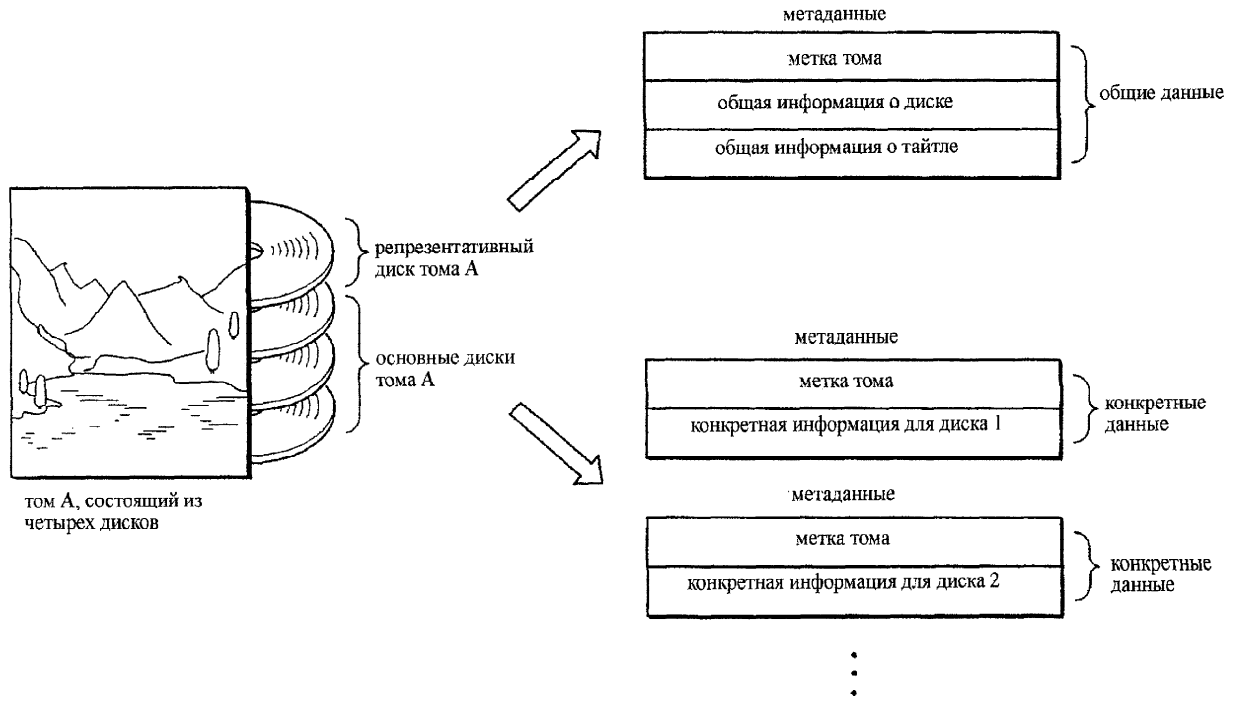 метаданные
метка тома
общая информация о диске
общая информация о тайтле
общие данные
репрезентативный
диск тома А
основные диски
тома А
том А, состоящий из
четырех дисков
метаданные
метка тома
конкретная информация для диска 1
конкретные
данные
метаданные
метка тома
конкретная информация для диска 2
конкретные
данные